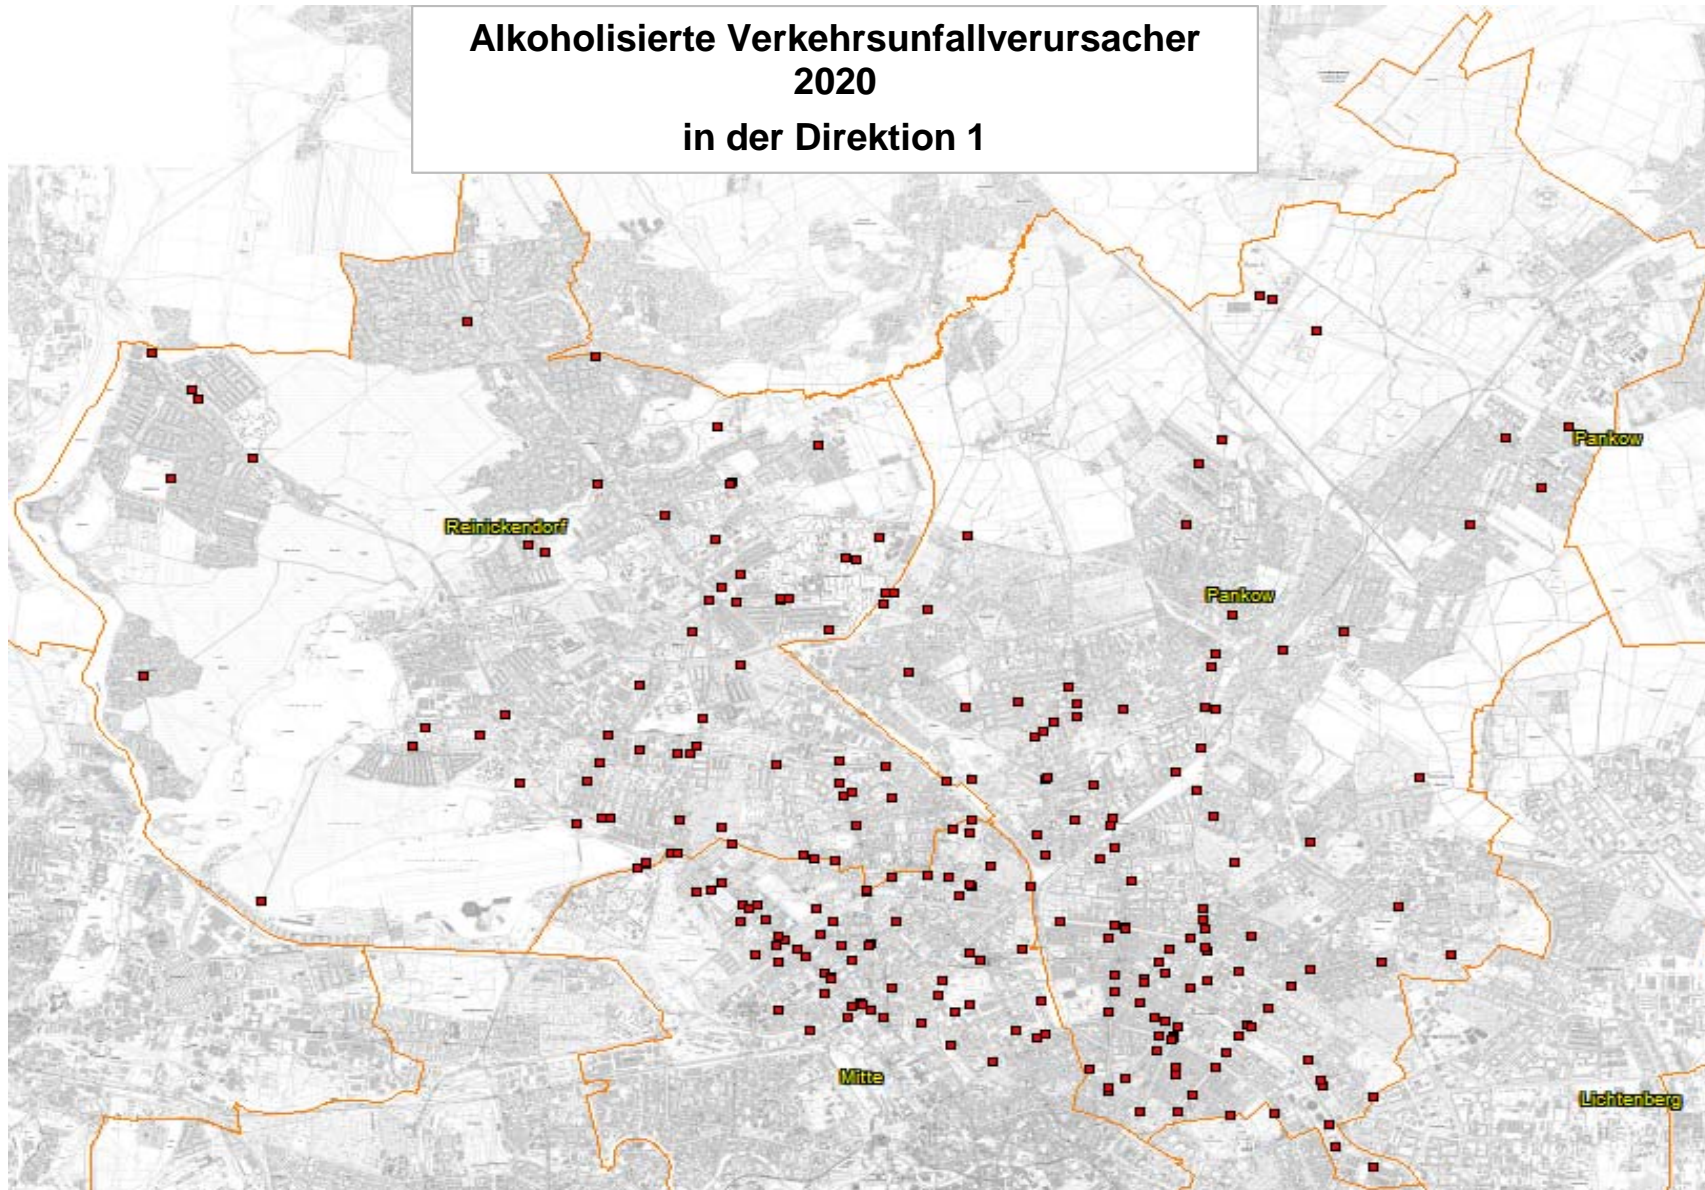 Alkoholisierte Verkehrsunfallverursacher
2020
in der Direktion 1
Pankow
Reinickendorf
Pankow
Mitte
Lichtenberg